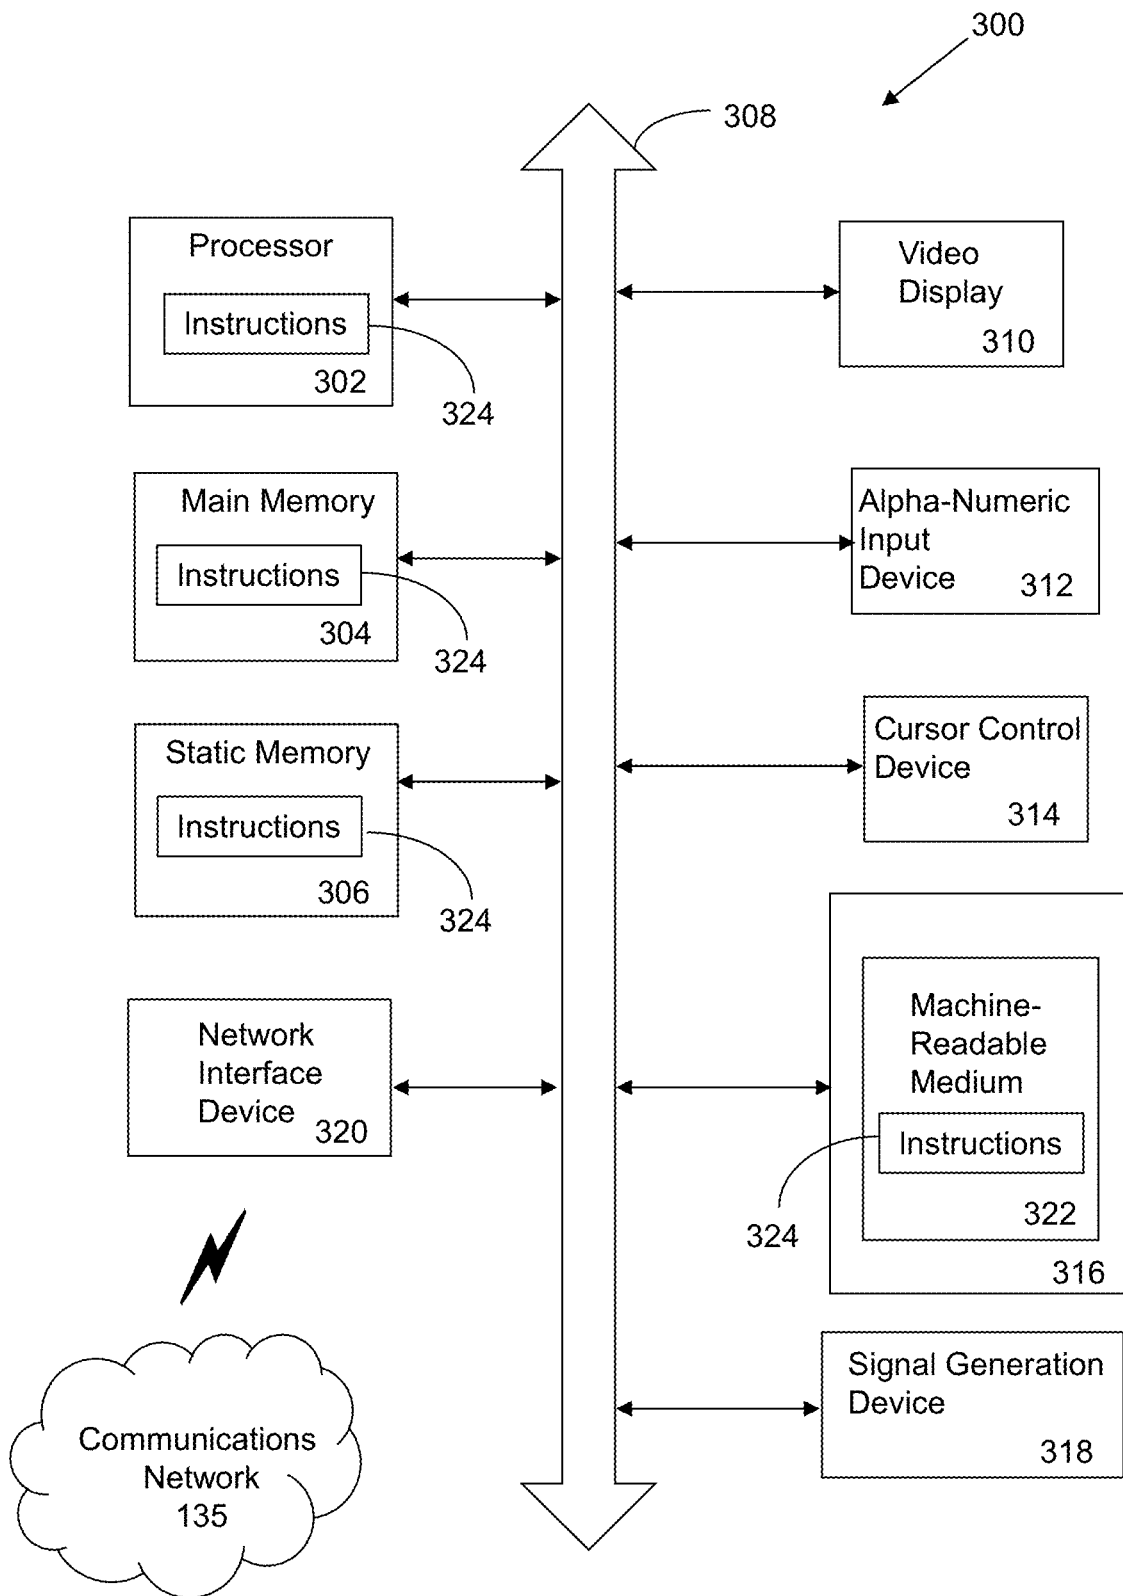 300
308
Processor
Instructions
302
324
Video
Display
310
Main Memory
Instructions
304
324
Alpha-Numeric
Input
Device
312
Static Memory
Instructions
306
324
Cursor Control
Device
314
Network
Interface
Device
320
Machine-
Readable
Medium
Instructions
324
322
316
Communications
Network
135
Signal Generation
Device
318